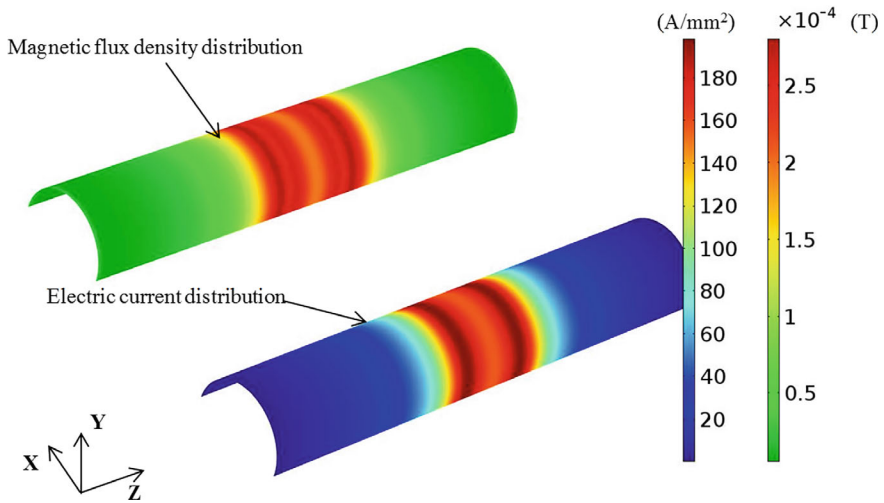 Magnetic flux density distribution
Electric current distribution
X
Y
Z
(A/mm²)
180
160
140
120
100
80
60
40
20
×10⁻⁴ (T)
2.5
2
1.5
1
0.5